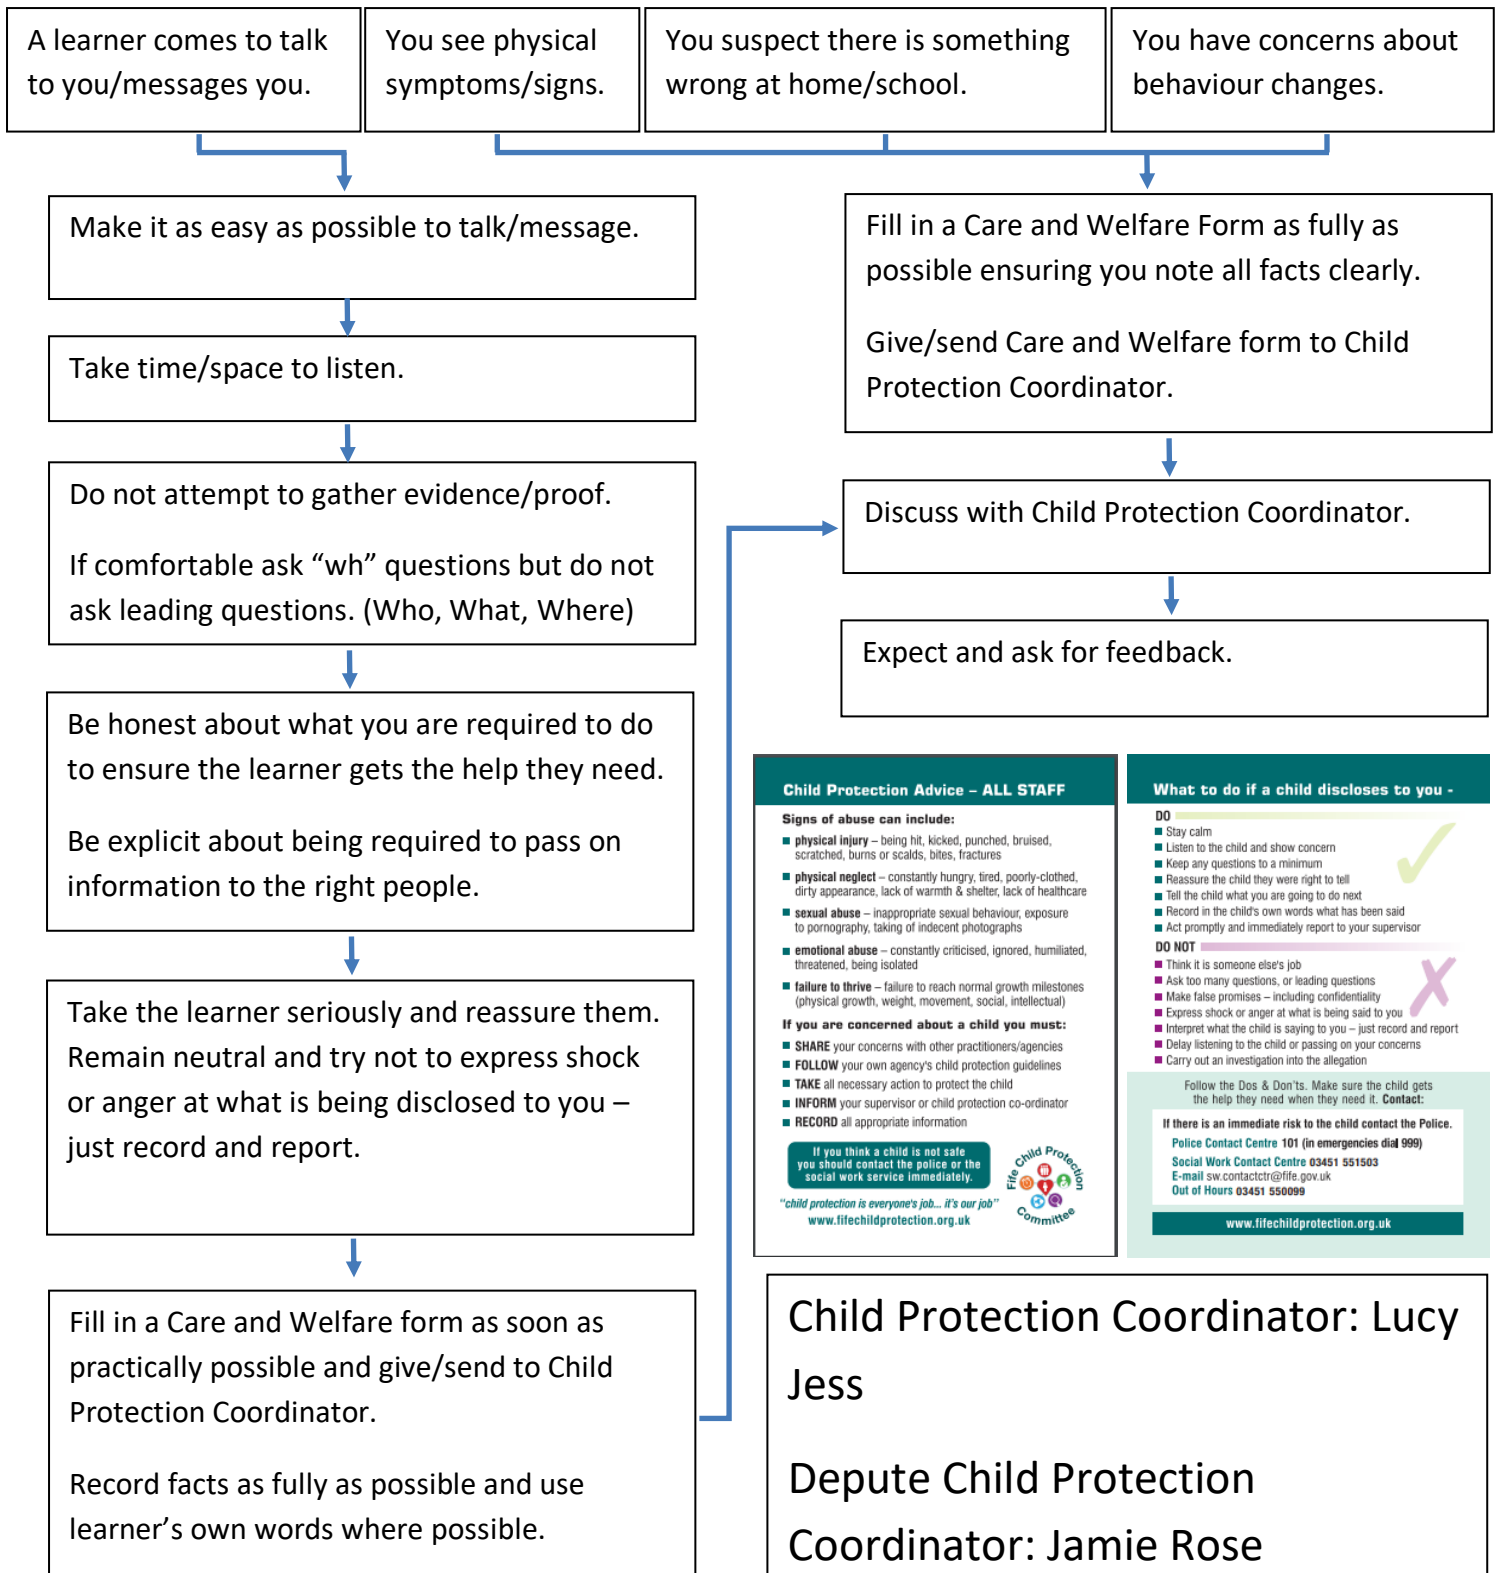 A learner comes to talk
to you/messages you.
You see physical
symptoms/signs.
You suspect there is something
wrong at home/school.
You have concerns about
behaviour changes.
Make it as easy as possible to talk/message.
Take time/space to listen.
Do not attempt to gather evidence/proof.
If comfortable ask “wh” questions but do not
ask leading questions. (Who, What, Where)
Be honest about what you are required to do
to ensure the learner gets the help they need.
Be explicit about being required to pass on
information to the right people.
Take the learner seriously and reassure them.
Remain neutral and try not to express shock
or anger at what is being disclosed to you –
just record and report.
Fill in a Care and Welfare form as soon as
practically possible and give/send to Child
Protection Coordinator.
Record facts as fully as possible and use
learner’s own words where possible.
Fill in a Care and Welfare Form as fully as
possible ensuring you note all facts clearly.
Give/send Care and Welfare form to Child
Protection Coordinator.
Discuss with Child Protection Coordinator.
Expect and ask for feedback.
Child Protection Advice – ALL STAFF
Signs of abuse can include:
physical injury – being hit, kicked, punched, bruised,
scratched, burns or scalds, bites, fractures
physical neglect – constantly hungry, tired, poorly-clothed,
dirty appearance, lack of warmth & shelter, lack of healthcare
sexual abuse – inappropriate sexual behaviour, exposure
to pornography, taking of indecent photographs
emotional abuse – constantly criticised, ignored, humiliated,
threatened, being isolated
failure to thrive – failure to reach normal growth milestones
(physical growth, weight, movement, social, intellectual)
If you are concerned about a child you must:
SHARE your concerns with other practitioners/agencies
FOLLOW your own agency's child protection guidelines
TAKE all necessary action to protect the child
INFORM your supervisor or child protection co-ordinator
RECORD all appropriate information
If you think a child is not safe
you should contact the police or the
social work service immediately.
"child protection is everyone's job... it's our job"
www.fifechildprotection.org.uk
Fife Child Protection
Committee
What to do if a child discloses to you -
DO
Stay calm
Listen to the child and show concern
Keep any questions to a minimum
Reassure the child they were right to tell
Tell the child what you are going to do next
Record in the child's own words what has been said
Act promptly and immediately report to your supervisor
DO NOT
Think it is someone else's job
Ask too many questions, or leading questions
Make false promises – including confidentiality
Express shock or anger at what is being said to you
Interpret what the child is saying to you – just record and report
Delay listening to the child or passing on your concerns
Carry out an investigation into the allegation
Follow the Dos & Don'ts. Make sure the child gets
the help they need when they need it. Contact:
If there is an immediate risk to the child contact the Police.
Police Contact Centre 101 (in emergencies dial 999)
Social Work Contact Centre 03451 551503
E-mail sw.contactctr@fife.gov.uk
Out of Hours 03451 550099
www.fifechildprotection.org.uk
Child Protection Coordinator: Lucy
Jess
Depute Child Protection
Coordinator: Jamie Rose